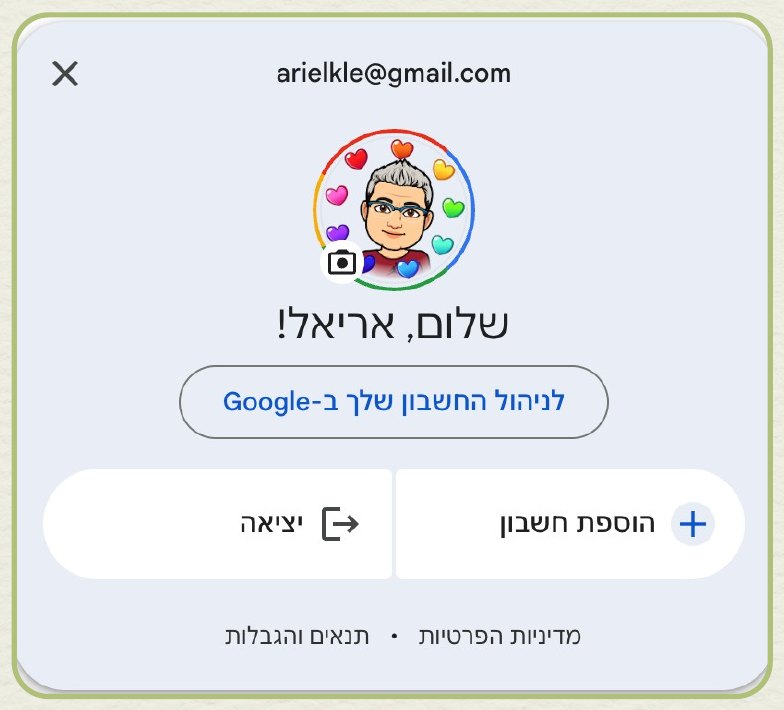 arielkle@gmail.com
שלום, אריאל!
לניהול החשבון שלך ב-Google
הוספת חשבון
יציאה
מדיניות הפרטיות • תנאים והגבלות